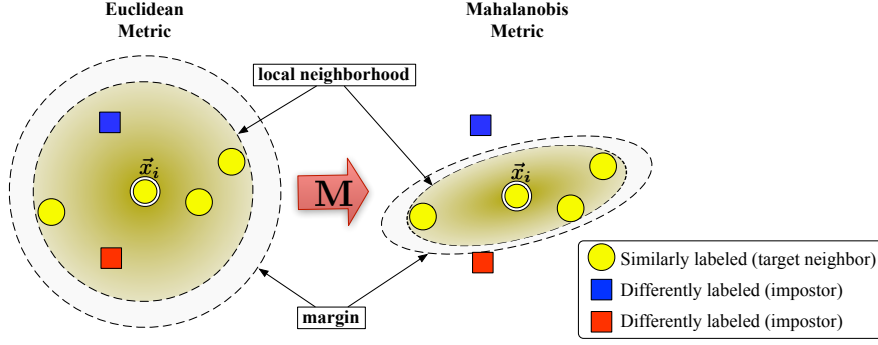 Euclidean
Metric
Mahalanobis
Metric
local neighborhood
x⃗ᵢ
M
x⃗ᵢ
margin
Similarly labeled (target neighbor)
Differently labeled (impostor)
Differently labeled (impostor)